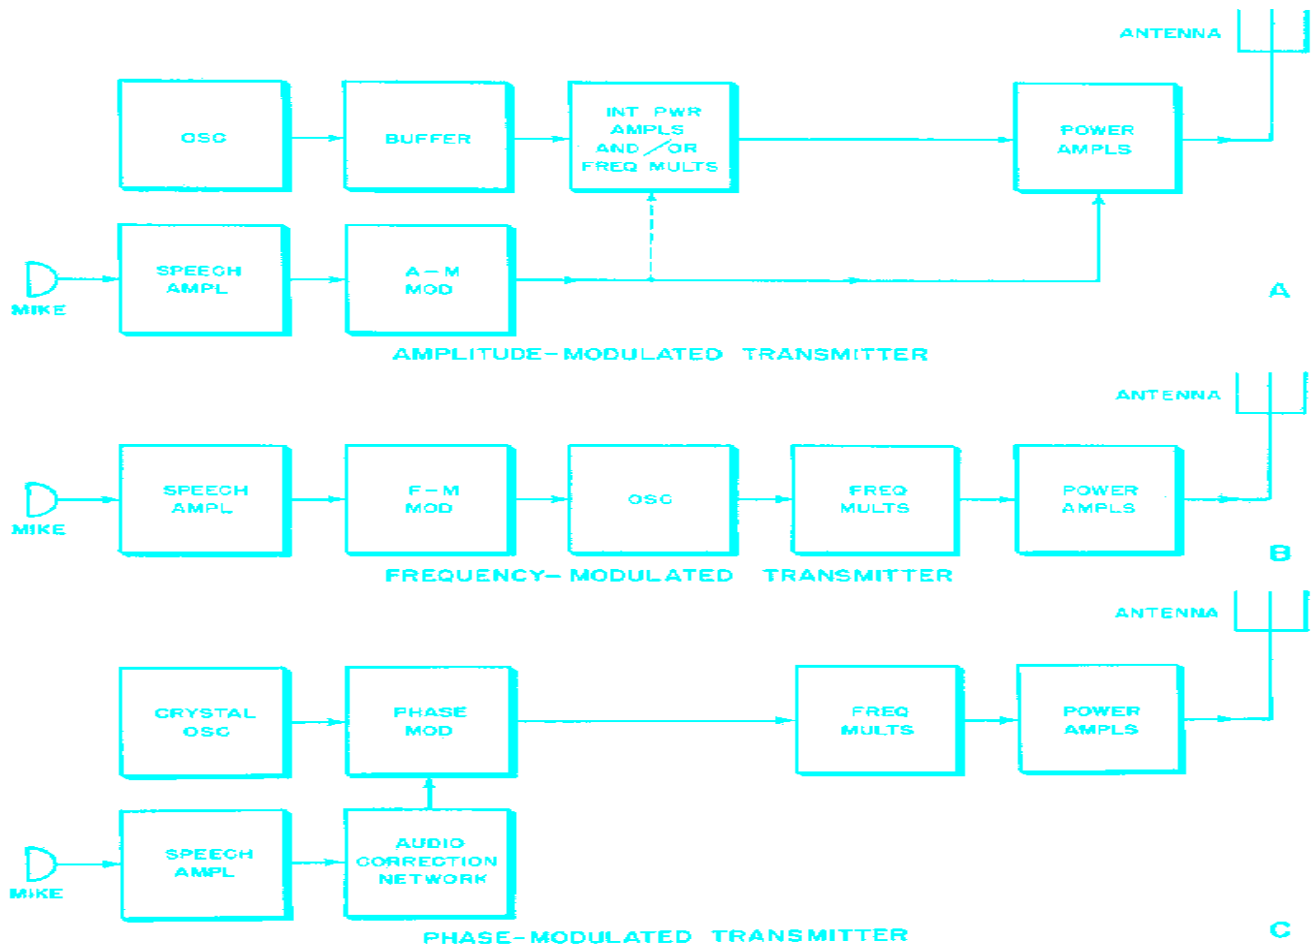 ANTENNA
OSC
BUFFER
INT PWR
AMPLS
AND/OR
FREQ MULTS
POWER
AMPLS
MIKE
SPEECH
AMPL
A-M
MOD
A
AMPLITUDE-MODULATED TRANSMITTER
ANTENNA
MIKE
SPEECH
AMPL
F-M
MOD
OSC
FREQ
MULTS
POWER
AMPLS
B
FREQUENCY-MODULATED TRANSMITTER
ANTENNA
CRYSTAL
OSC
PHASE
MOD
FREQ
MULTS
POWER
AMPLS
MIKE
SPEECH
AMPL
AUDIO
CORRECTION
NETWORK
C
PHASE-MODULATED TRANSMITTER